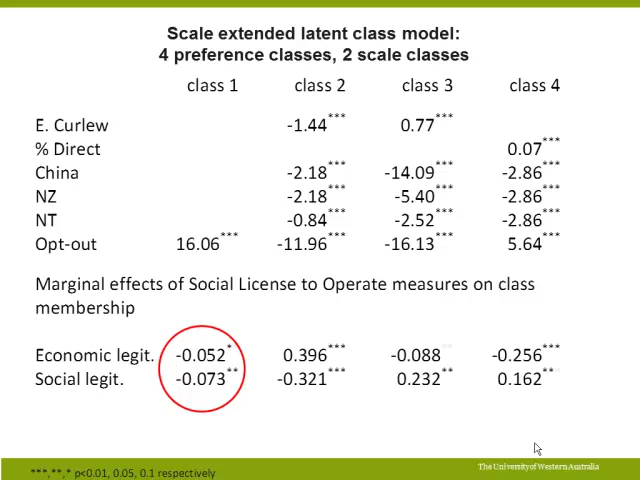 Scale extended latent class model:
4 preference classes, 2 scale classes
class 1 class 2 class 3 class 4
E. Curlew -1.44*** 0.77***
% Direct 0.07***
China -2.18*** -14.09*** -2.86***
NZ -2.18*** -5.40*** -2.86***
NT -0.84*** -2.52*** -2.86***
Opt-out 16.06*** -11.96*** -16.13*** 5.64***
Marginal effects of Social License to Operate measures on class
membership
Economic legit. -0.052* 0.396*** -0.088 -0.256***
Social legit. -0.073** -0.321*** 0.232** 0.162**
***,**,* p<0.01, 0.05, 0.1 respectively
The University of Western Australia